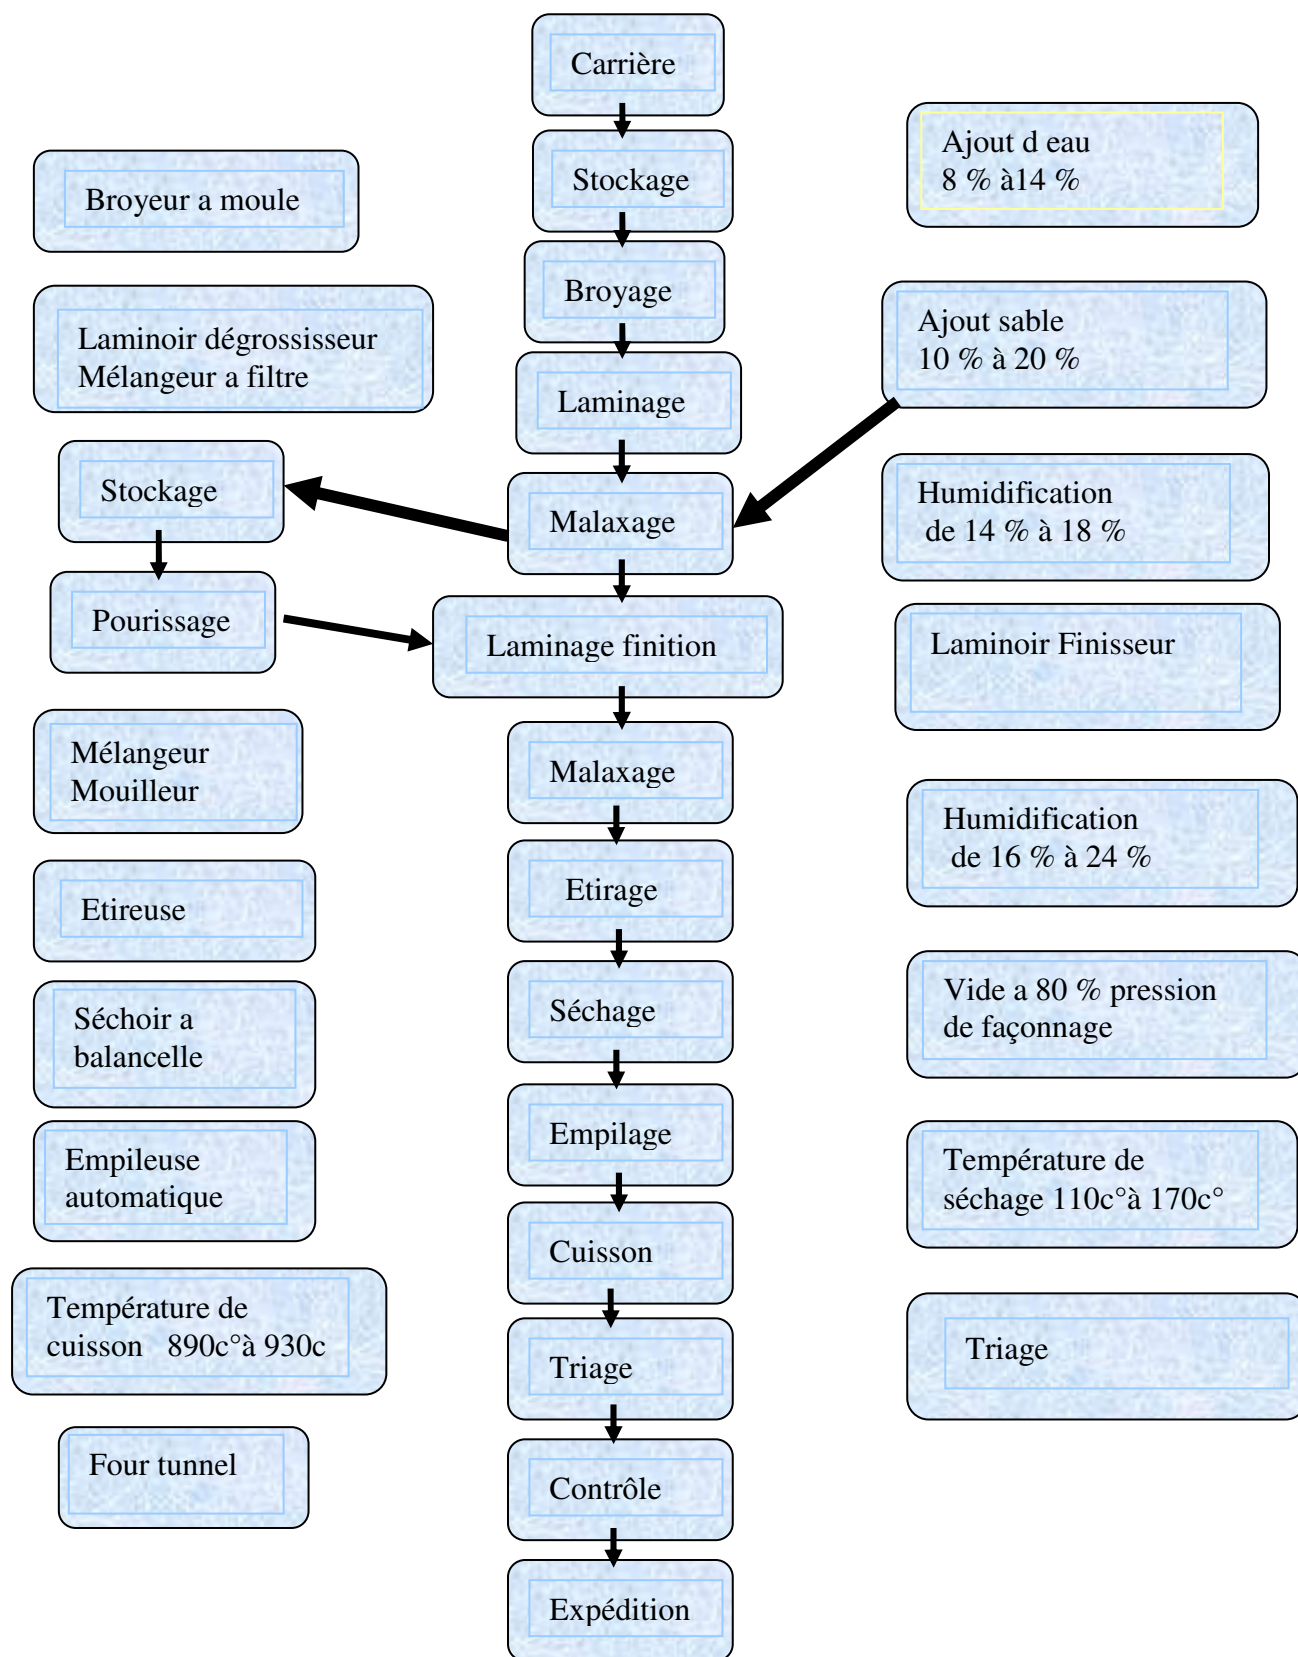 Carrière
Ajout d eau
8 % à14 %
Stockage
Broyeur a moule
Broyage
Ajout sable
10 % à 20 %
Laminoir dégrossisseur
Mélangeur a filtre
Laminage
Stockage
Malaxage
Humidification
de 14 % à 18 %
Pourissage
Laminage finition
Laminoir Finisseur
Mélangeur
Mouilleur
Malaxage
Humidification
de 16 % à 24 %
Etireuse
Etirage
Séchoir a
balancelle
Séchage
Vide a 80 % pression
de façonnage
Empileuse
automatique
Empilage
Température de
séchage 110c°à 170c°
Cuisson
Température de
cuisson 890c°à 930c
Triage
Triage
Four tunnel
Contrôle
Expédition